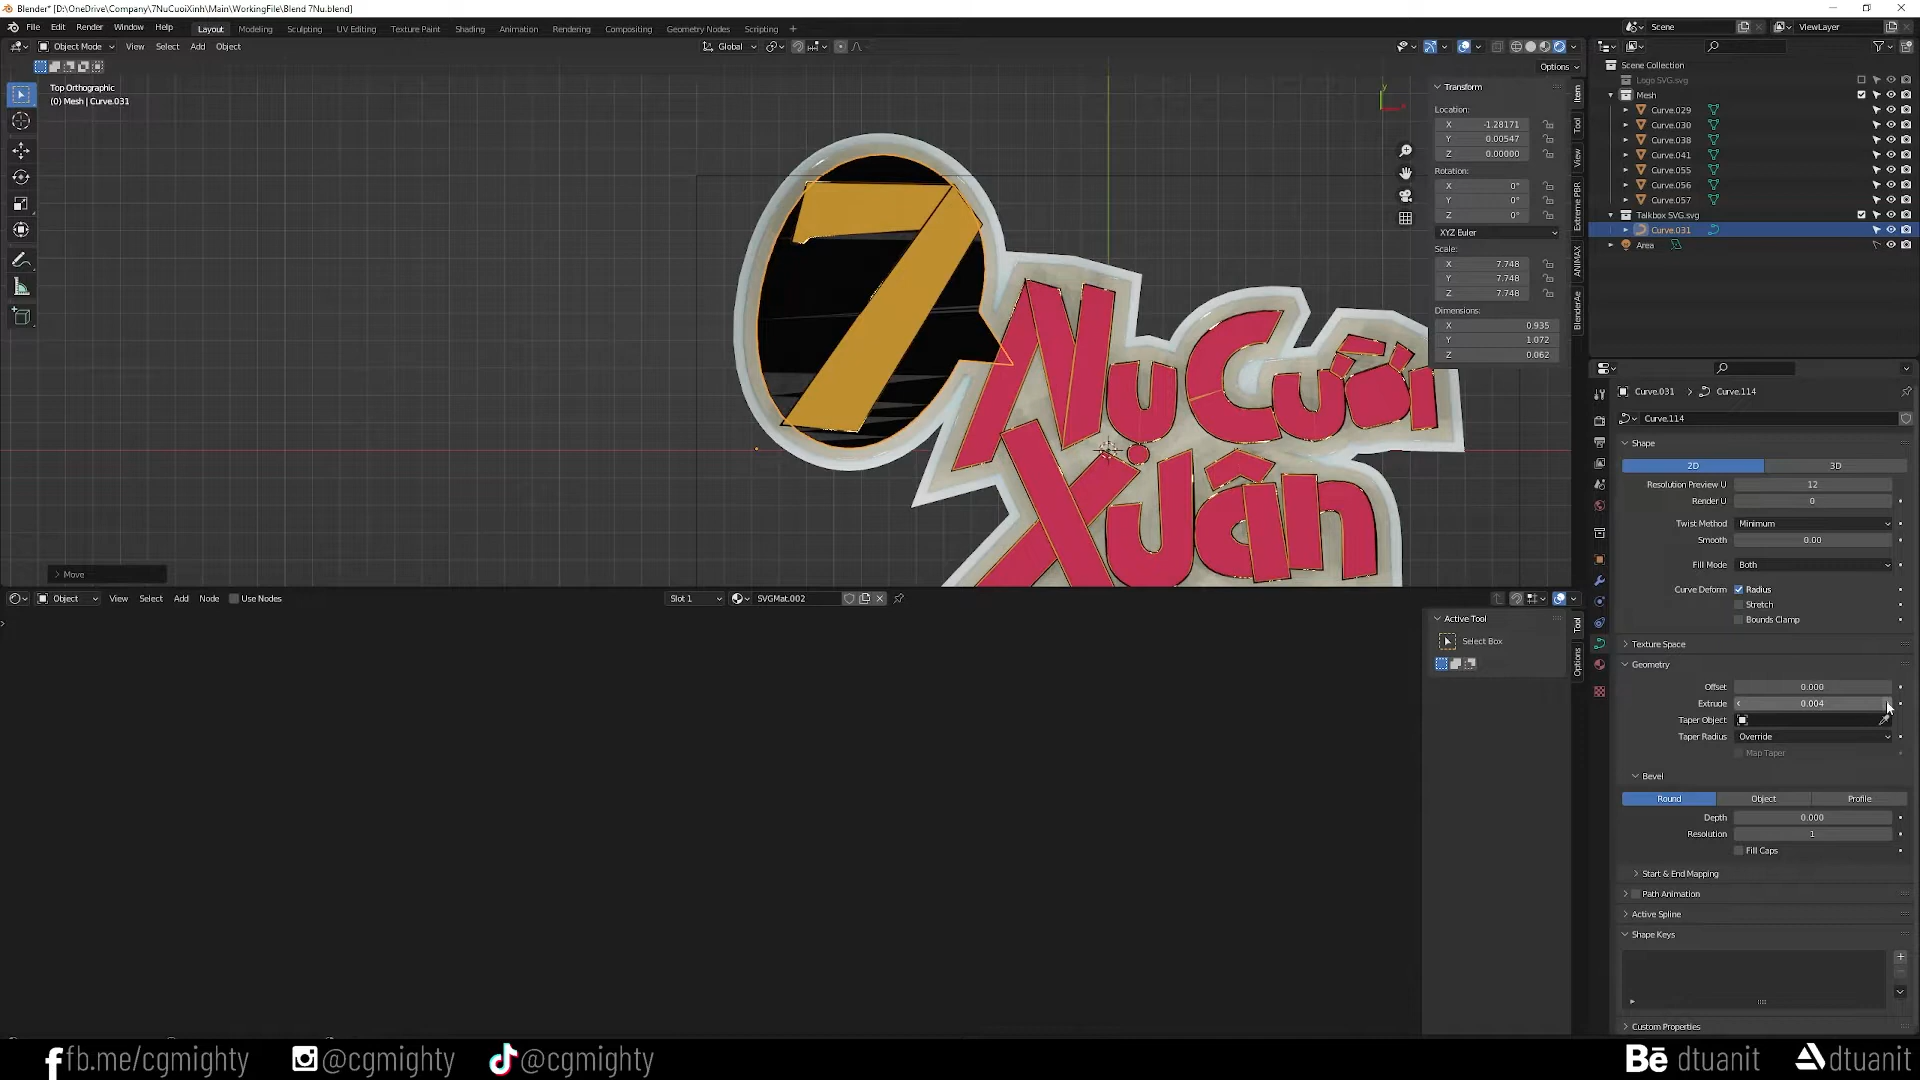 Blender* [D:\OneDrive\Company\7NuCuoiXinh\Main\WorkingFile\Blend 7Nu.blend]
File Edit Render Window Help Layout Modeling Sculpting UV Editing Texture Paint Shading Animation Rendering Compositing Geometry Nodes Scripting + Scene ViewLayer
Object Mode View Select Add Object Global
Options
Top Orthographic
(0) Mesh | Curve.031
Y
Transform
Location:
X -1.28171
Y 0.00547
Z 0.00000
Rotation:
X 0°
Y 0°
Z 0°
XYZ Euler
Scale:
X 7.748
Y 7.748
Z 7.748
Dimensions:
X 0.935
Y 1.072
Z 0.062
Item
Tool
View
Extreme PBR
ANIMAX
BlenderAe
7
Nụ Cười
Xuân
Move
Scene Collection
Logo SVG.svg
Mesh
Curve.029
Curve.030
Curve.038
Curve.041
Curve.055
Curve.056
Curve.057
Talkbox SVG.svg
Curve.031
Area
Curve.031 > Curve.114
Curve.114
Shape
2D 3D
Resolution Preview U 12
Render U 0
Twist Method Minimum
Smooth 0.00
Fill Mode Both
Curve Deform Radius
Stretch
Bounds Clamp
Texture Space
Geometry
Offset 0.000
Extrude 0.004
Taper Object
Taper Radius Override
Map Taper
Bevel
Round Object Profile
Depth 0.000
Resolution 1
Fill Caps
Start & End Mapping
Path Animation
Active Spline
Shape Keys
Custom Properties
Object View Select Add Node Use Nodes Slot 1 SVGMat.002
Active Tool
Select Box
Tool
Options
fb.me/cgmighty @cgmighty @cgmighty Bē dtuanit dtuanit